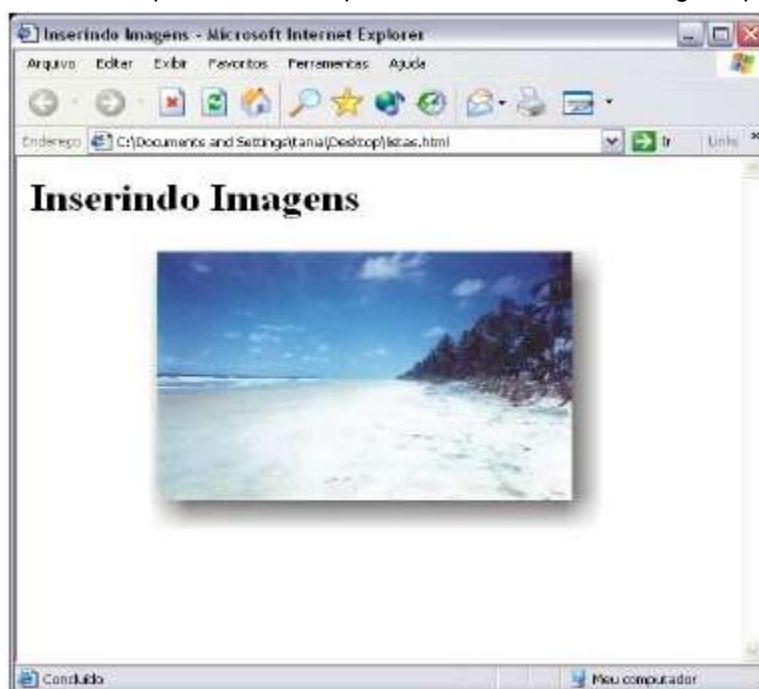 Inserindo Imagens - Microsoft Internet Explorer
Arquivo Editar Exibir Favoritos Ferramentas Ajuda
Endereço C:\Documents and Settings\tania\Desktop\listas.html Ir Links »
Inserindo Imagens
Concluído Meu computador